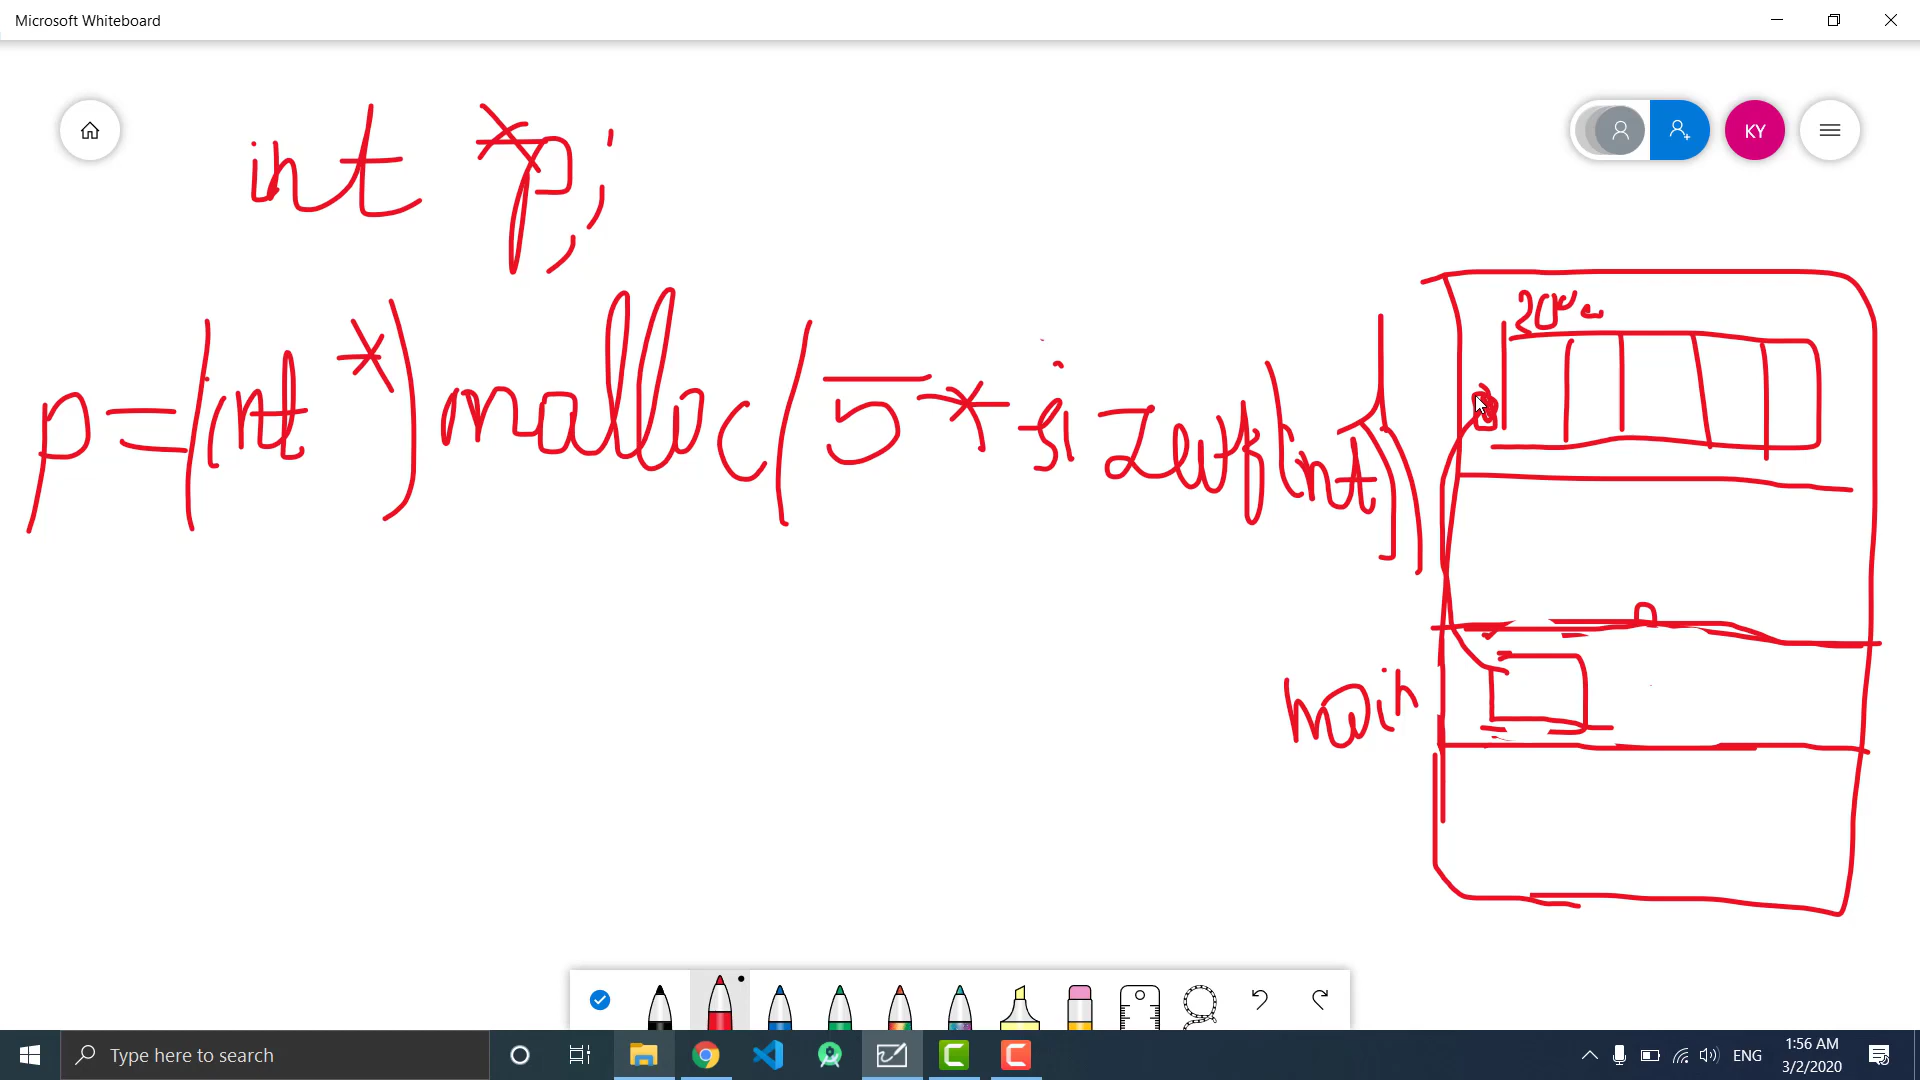 Microsoft Whiteboard
KY
int *p;
p=(int *) malloc(5*sizeof(int))
main
Type here to search
ENG
1:56 AM
3/2/2020